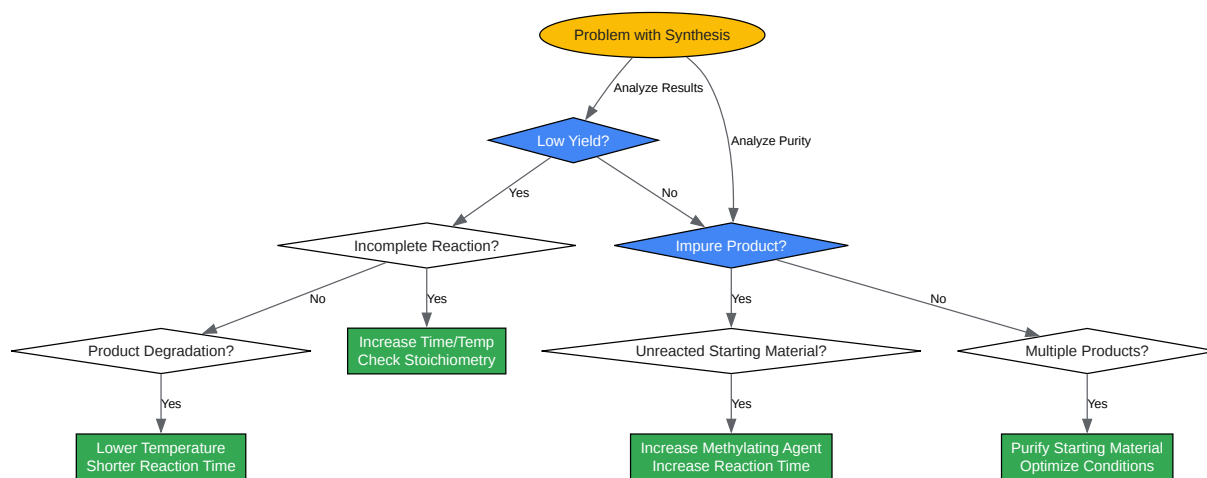 Problem with Synthesis
Analyze Results
Analyze Purity
Low Yield?
Yes
No
Incomplete Reaction?
Impure Product?
No
Yes
Yes
No
Increase Time/Temp
Check Stoichiometry
Product Degradation?
Unreacted Starting Material?
Multiple Products?
Yes
Yes
Yes
Lower Temperature
Shorter Reaction Time
Increase Methylating Agent
Increase Reaction Time
Purify Starting Material
Optimize Conditions